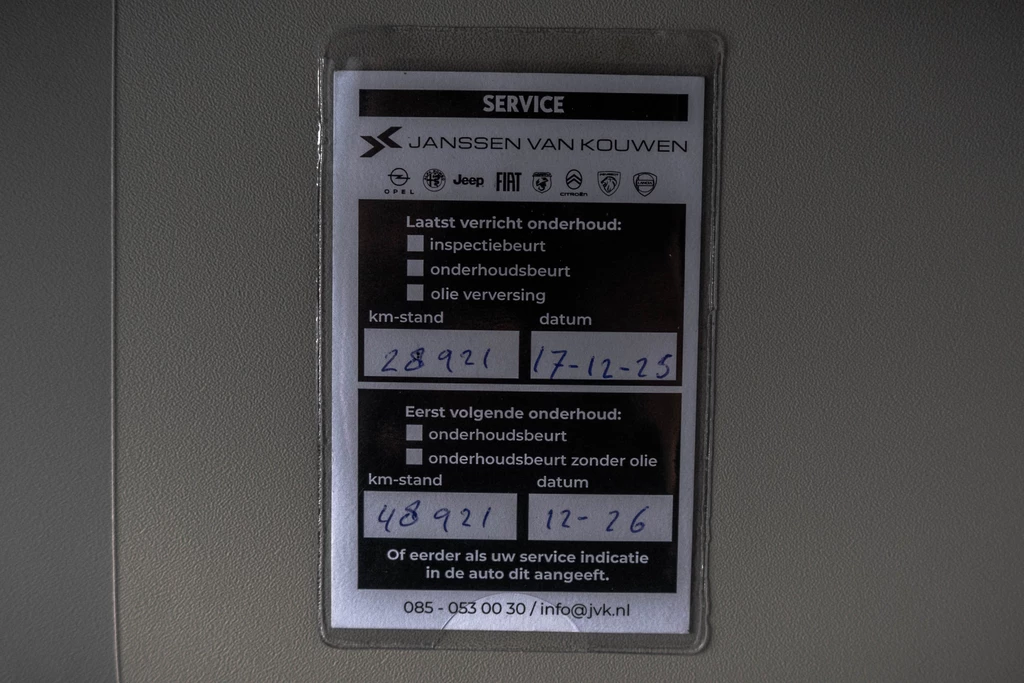 SERVICE
JANSSEN VAN KOUWEN
OPEL Jeep FIAT CITROËN
Laatst verricht onderhoud:
inspectiebeurt
onderhoudsbeurt
olie verversing
km-stand datum
28921 17-12-25
Eerst volgende onderhoud:
onderhoudsbeurt
onderhoudsbeurt zonder olie
km-stand datum
48921 12-26
Of eerder als uw service indicatie
in de auto dit aangeeft.
085 - 053 00 30 / info@jvk.nl